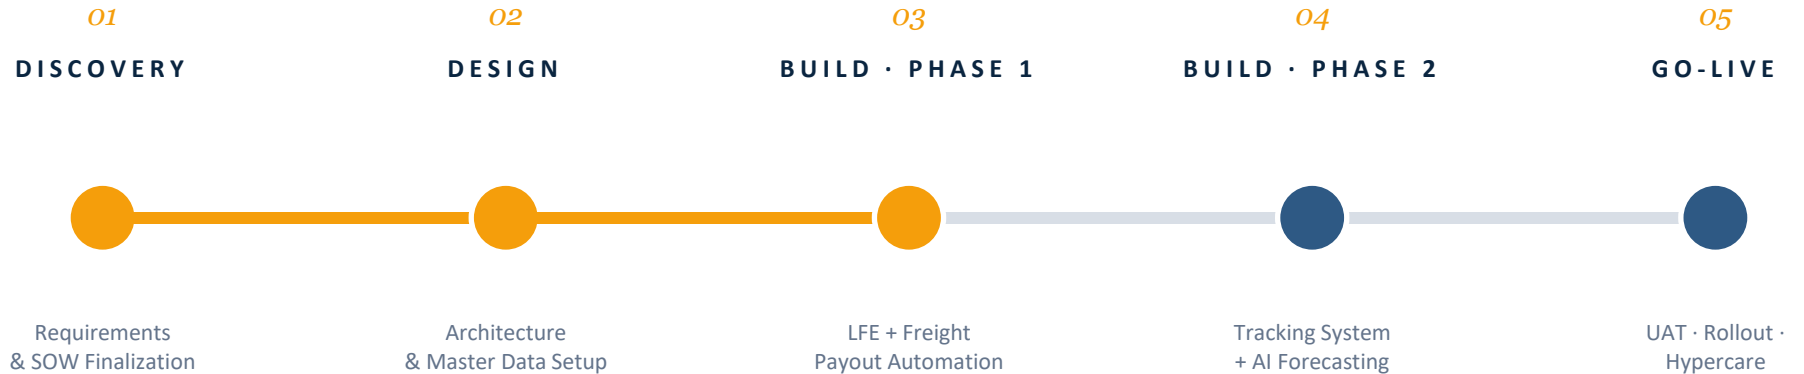 01
DISCOVERY
Requirements
& SOW Finalization
02
DESIGN
Architecture
& Master Data Setup
03
BUILD · PHASE 1
LFE + Freight
Payout Automation
04
BUILD · PHASE 2
Tracking System
+ AI Forecasting
05
GO-LIVE
UAT · Rollout ·
Hypercare